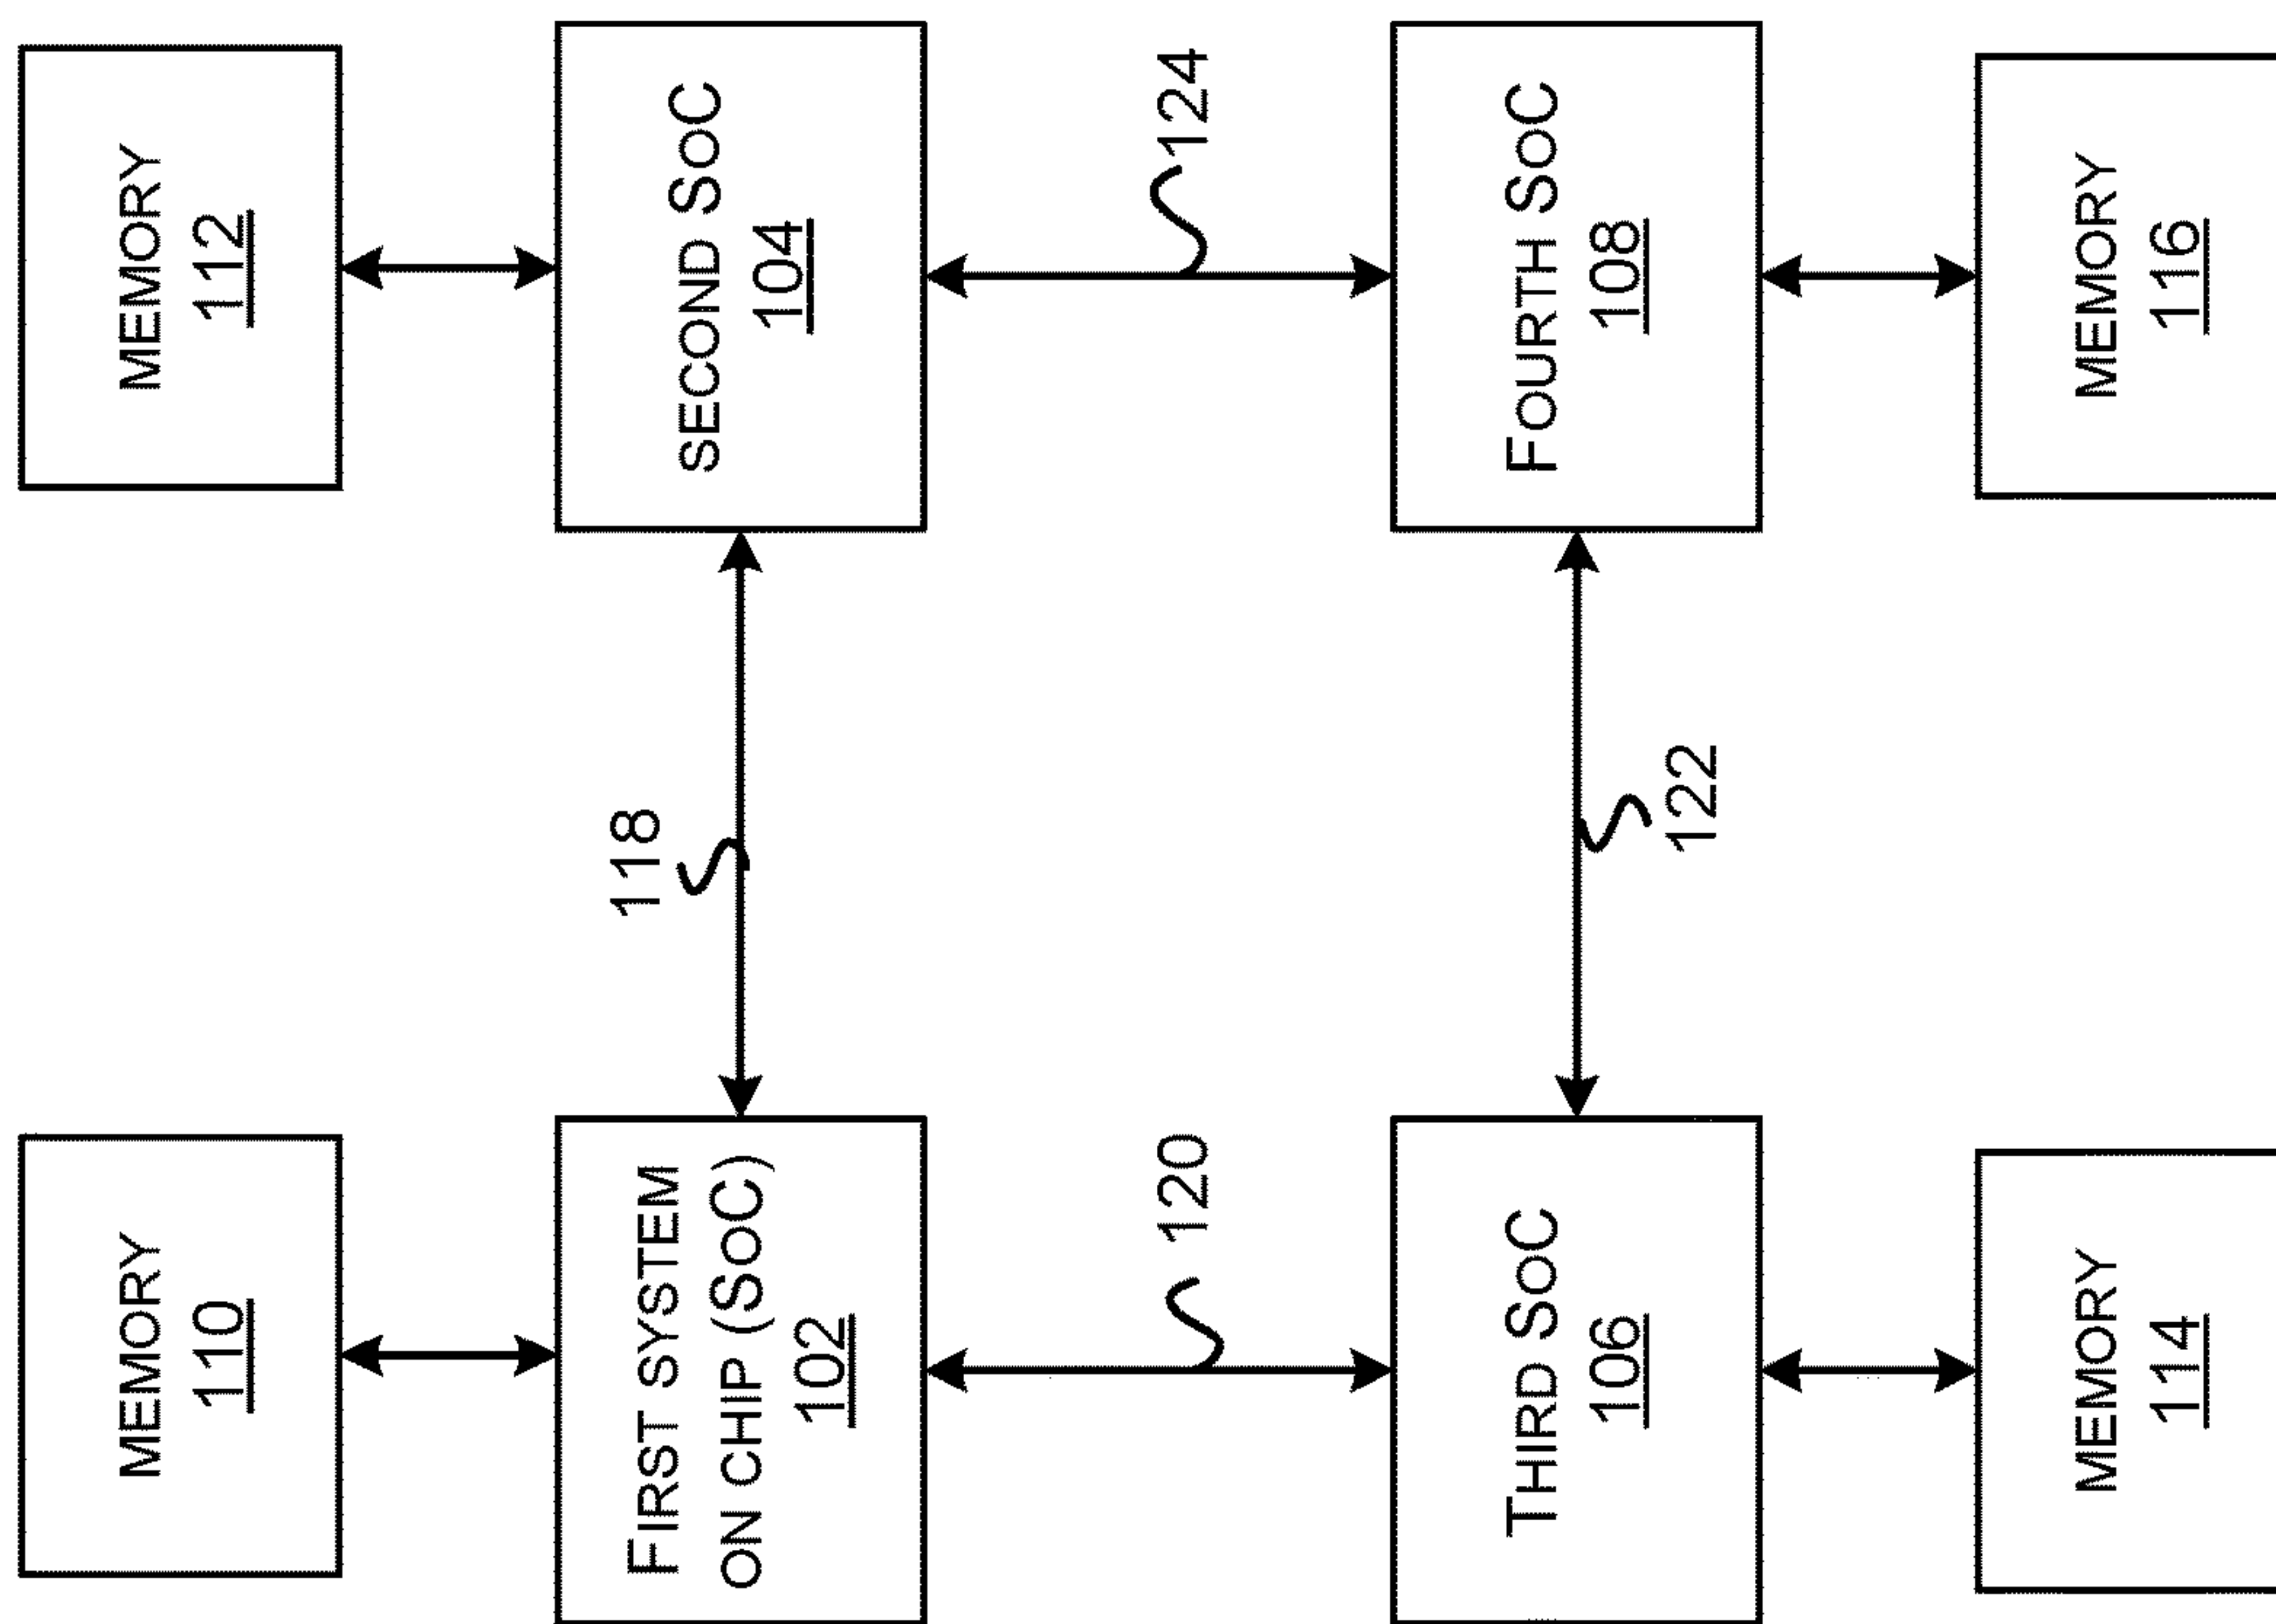 MEMORY
110
FIRST SYSTEM
ON CHIP (SOC)
102
120
THIRD SOC
106
MEMORY
114
118
122
MEMORY
112
SECOND SOC
104
124
FOURTH SOC
108
MEMORY
116